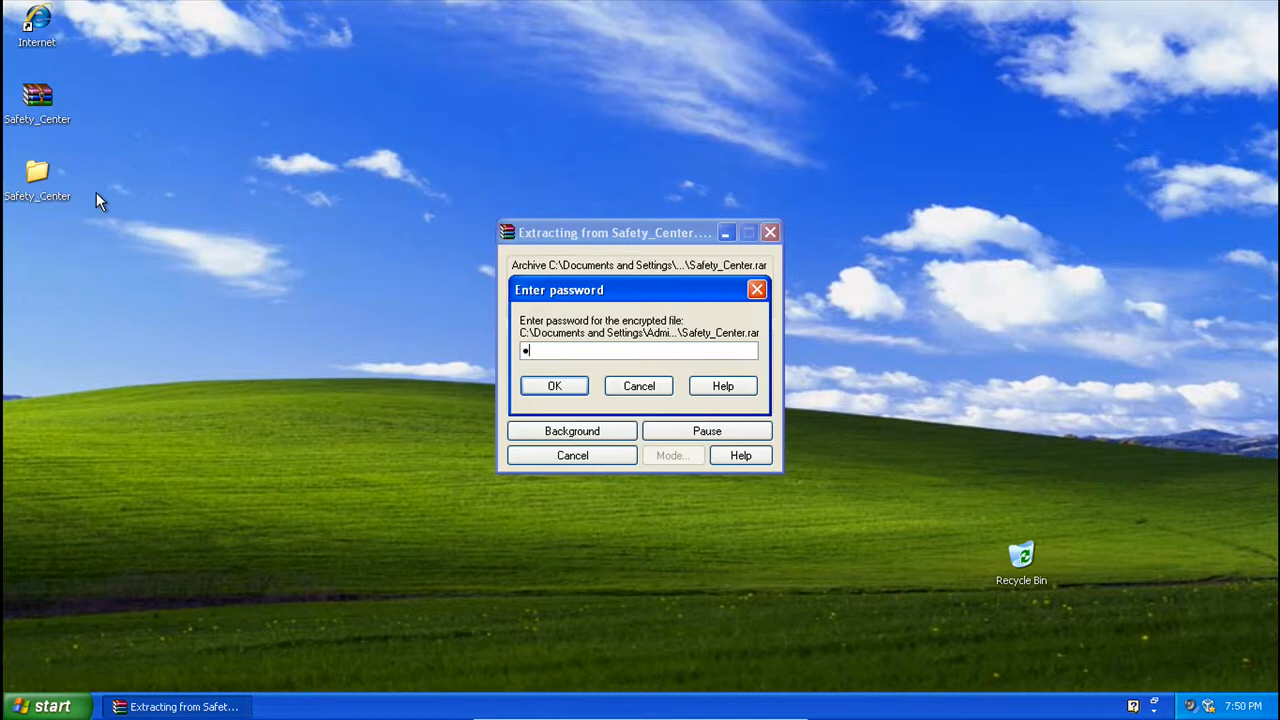 Internet
Safety_Center
Safety_Center
Extracting from Safety_Center....
Archive C:\Documents and Settings\...\Safety_Center.rar
Enter password
Enter password for the encrypted file:
C:\Documents and Settings\Admi...\Safety_Center.rar
OK Cancel Help
Background Pause
Cancel Mode... Help
Recycle Bin
start Extracting from Safet... 7:50 PM